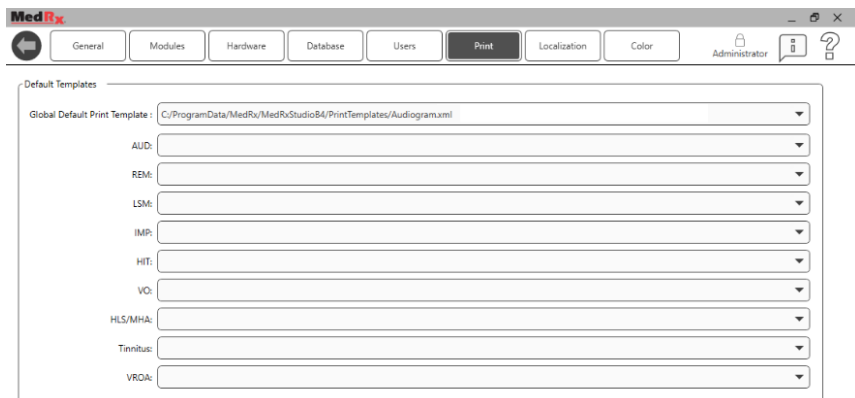 MedRx
General Modules Hardware Database Users Print Localization Color Administrator
Default Templates
Global Default Print Template : C:/ProgramData/MedRx/MedRxStudioB4/PrintTemplates/Audiogram.xml
AUD:
REM:
LSM:
IMP:
HIT:
VO:
HLS/MHA:
Tinnitus:
VROA: